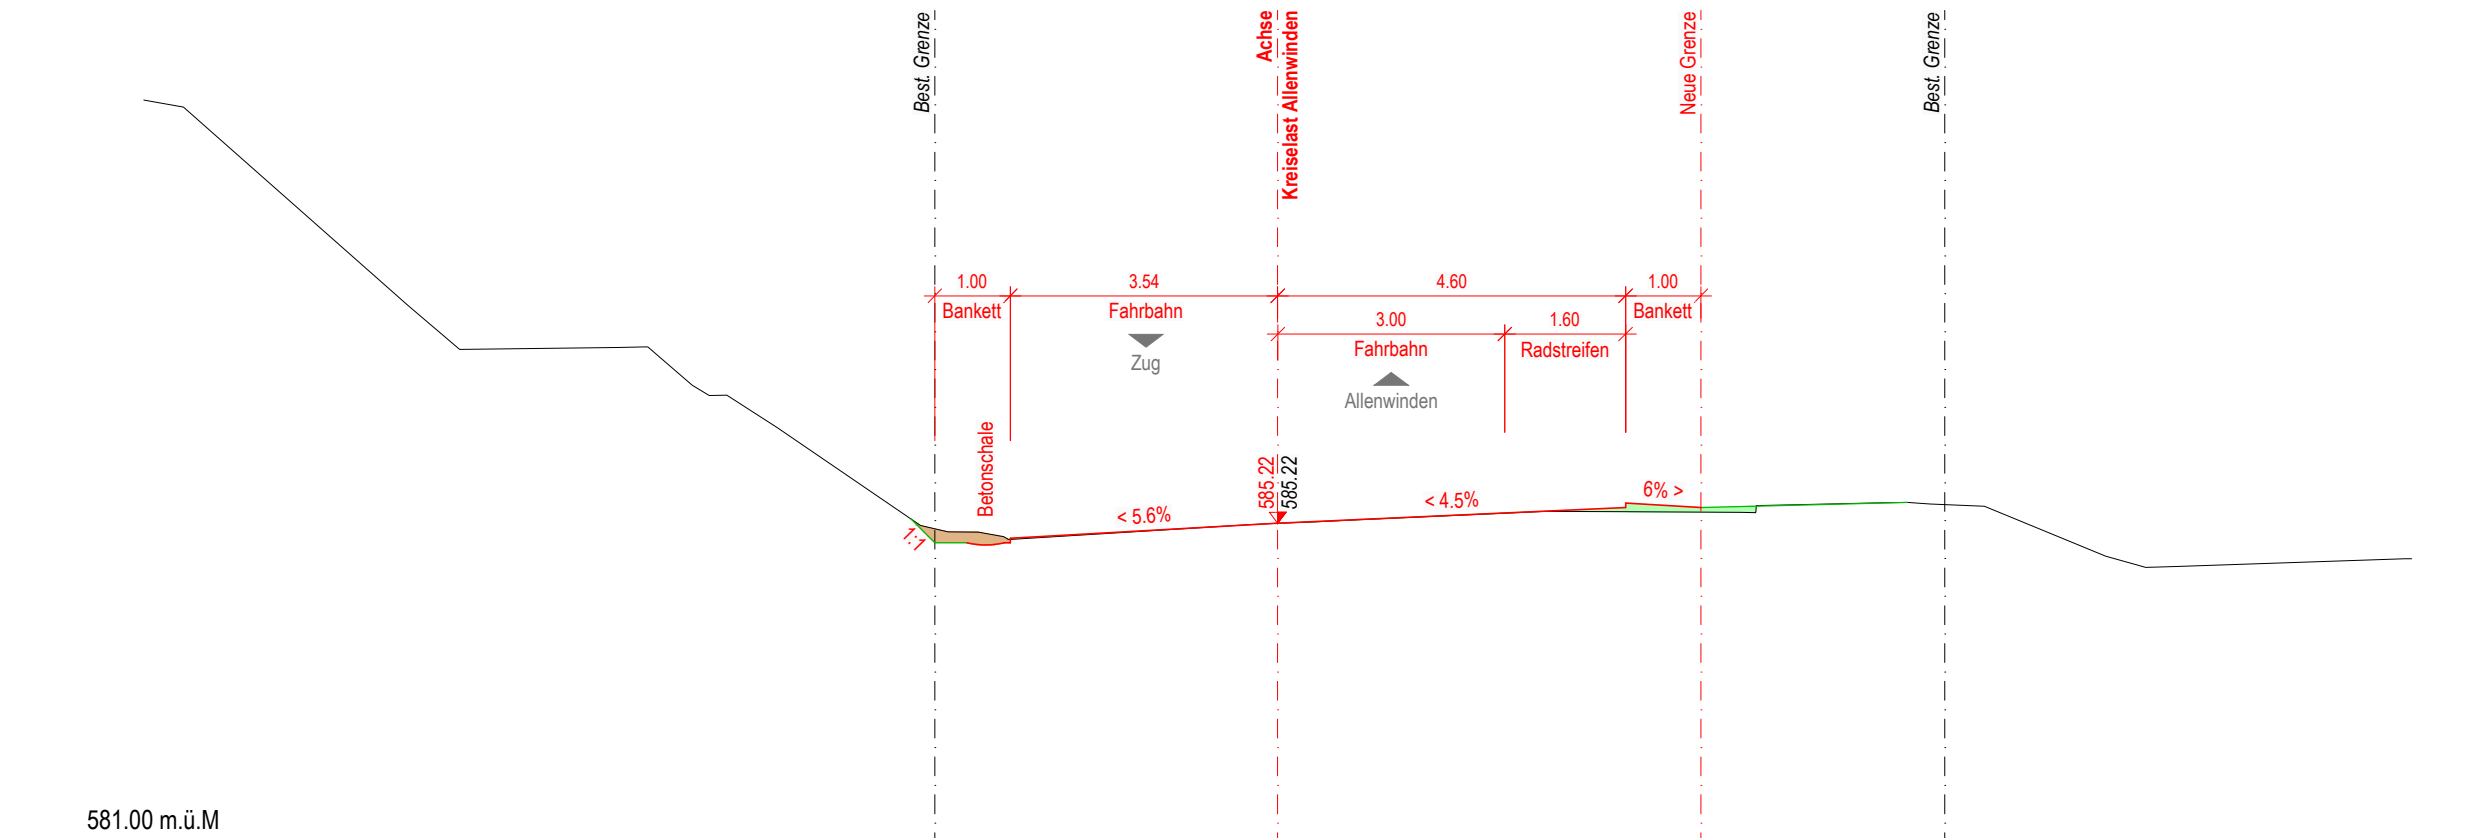 Best. Grenze
Achse
Kreiselast Allenwinden
Neue Grenze
Best. Grenze
1.00
3.54
4.60
1.00
Bankett
Fahrbahn
Bankett
3.00
1.60
Zug
Fahrbahn
Radstreifen
Allenwinden
Betonschale
585.22
585.22
1:1
< 5.6%
< 4.5%
6% >
581.00 m.ü.M